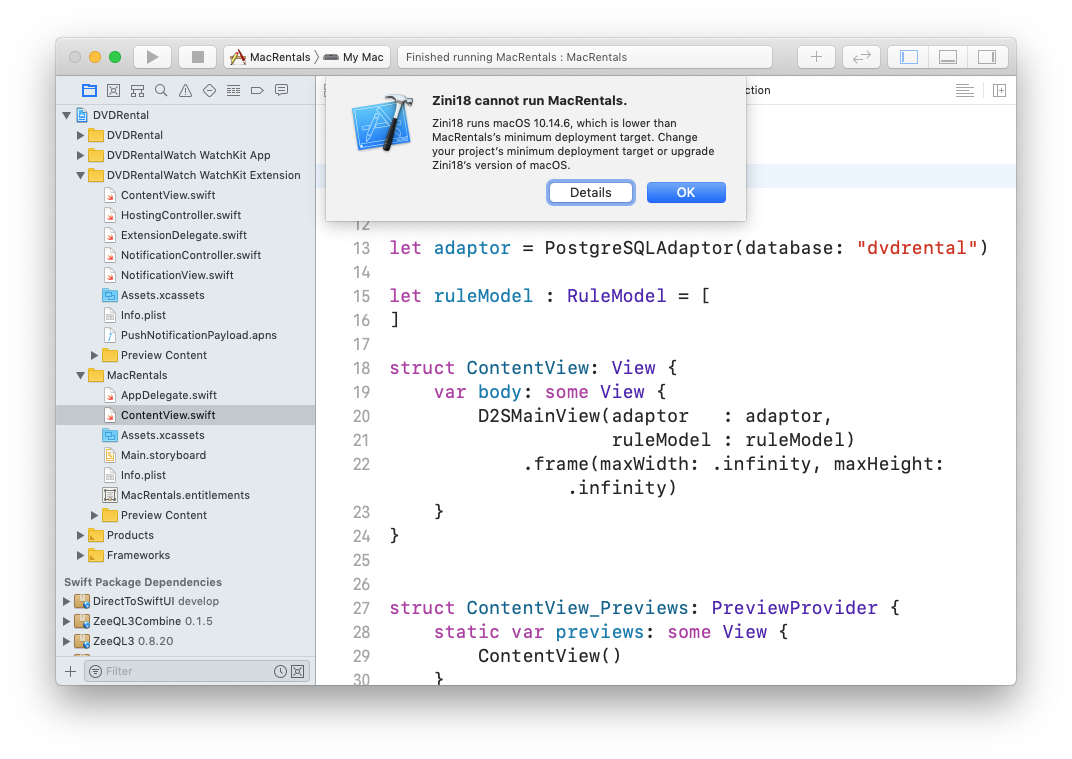 MacRentals 〉 My Mac
Finished running MacRentals : MacRentals
ction
Zini18 cannot run MacRentals.
Zini18 runs macOS 10.14.6, which is lower than
MacRentals's minimum deployment target. Change
your project's minimum deployment target or upgrade
Zini18's version of macOS.
Details
OK
DVDRental
DVDRental
DVDRentalWatch WatchKit App
DVDRentalWatch WatchKit Extension
ContentView.swift
HostingController.swift
ExtensionDelegate.swift
NotificationController.swift
NotificationView.swift
Assets.xcassets
Info.plist
PushNotificationPayload.apns
Preview Content
MacRentals
AppDelegate.swift
ContentView.swift
Assets.xcassets
Main.storyboard
Info.plist
MacRentals.entitlements
Preview Content
Products
Frameworks
Swift Package Dependencies
DirectToSwiftUI develop
ZeeQL3Combine 0.1.5
ZeeQL3 0.8.20
Filter
12
13 let adaptor = PostgreSQLAdaptor(database: "dvdrental")
14
15 let ruleModel : RuleModel = [
16 ]
17
18 struct ContentView: View {
19 var body: some View {
20 D2SMainView(adaptor : adaptor,
21 ruleModel : ruleModel)
22 .frame(maxWidth: .infinity, maxHeight:
.infinity)
23 }
24 }
25
26
27 struct ContentView_Previews: PreviewProvider {
28 static var previews: some View {
29 ContentView()
30 }